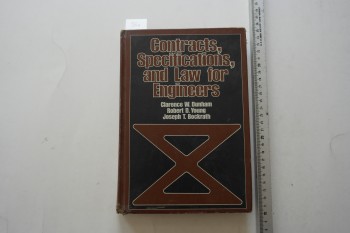 Contracts,
Specifications,
and Law for
Engineers
Clarence W. Dunham
Robert D. Young
Joseph T. Bockrath